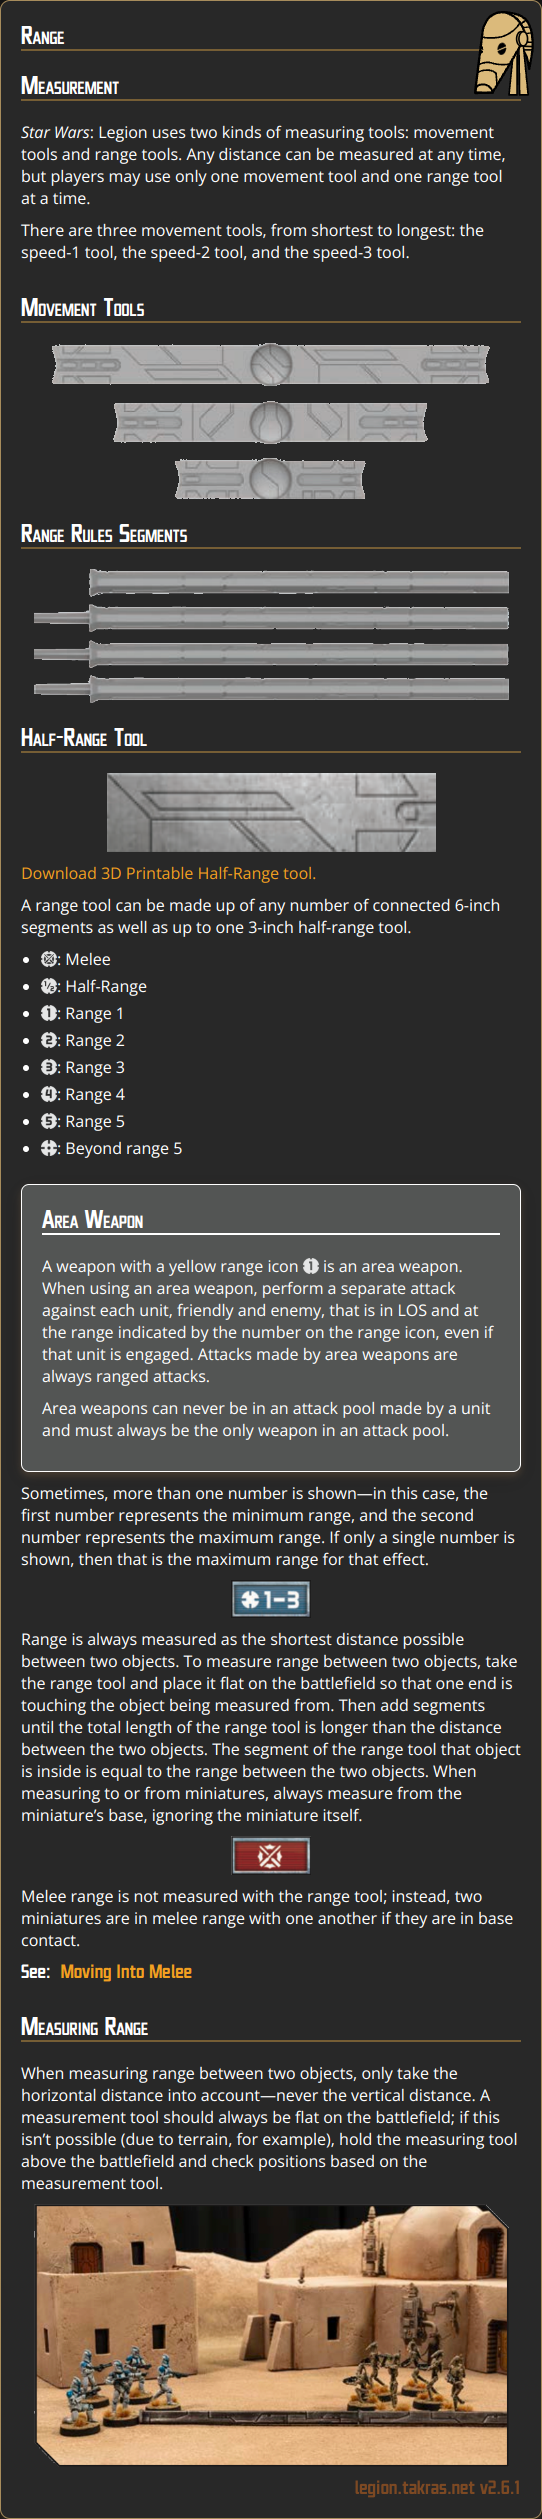 Range
Measurement
Star Wars: Legion uses two kinds of measuring tools: movement
tools and range tools. Any distance can be measured at any time,
but players may use only one movement tool and one range tool
at a time.
There are three movement tools, from shortest to longest: the
speed-1 tool, the speed-2 tool, and the speed-3 tool.
Movement Tools
Range Rules Segments
Half-Range Tool
Download 3D Printable Half-Range tool.
A range tool can be made up of any number of connected 6-inch
segments as well as up to one 3-inch half-range tool.
: Melee
½: Half-Range
1: Range 1
2: Range 2
3: Range 3
4: Range 4
5: Range 5
: Beyond range 5
Area Weapon
A weapon with a yellow range icon 1 is an area weapon.
When using an area weapon, perform a separate attack
against each unit, friendly and enemy, that is in LOS and at
the range indicated by the number on the range icon, even if
that unit is engaged. Attacks made by area weapons are
always ranged attacks.
Area weapons can never be in an attack pool made by a unit
and must always be the only weapon in an attack pool.
Sometimes, more than one number is shown—in this case, the
first number represents the minimum range, and the second
number represents the maximum range. If only a single number is
shown, then that is the maximum range for that effect.
1-3
Range is always measured as the shortest distance possible
between two objects. To measure range between two objects, take
the range tool and place it flat on the battlefield so that one end is
touching the object being measured from. Then add segments
until the total length of the range tool is longer than the distance
between the two objects. The segment of the range tool that object
is inside is equal to the range between the two objects. When
measuring to or from miniatures, always measure from the
miniature's base, ignoring the miniature itself.
Melee range is not measured with the range tool; instead, two
miniatures are in melee range with one another if they are in base
contact.
See: Moving Into Melee
Measuring Range
When measuring range between two objects, only take the
horizontal distance into account—never the vertical distance. A
measurement tool should always be flat on the battlefield; if this
isn't possible (due to terrain, for example), hold the measuring tool
above the battlefield and check positions based on the
measurement tool.
legion.takras.net v2.6.1